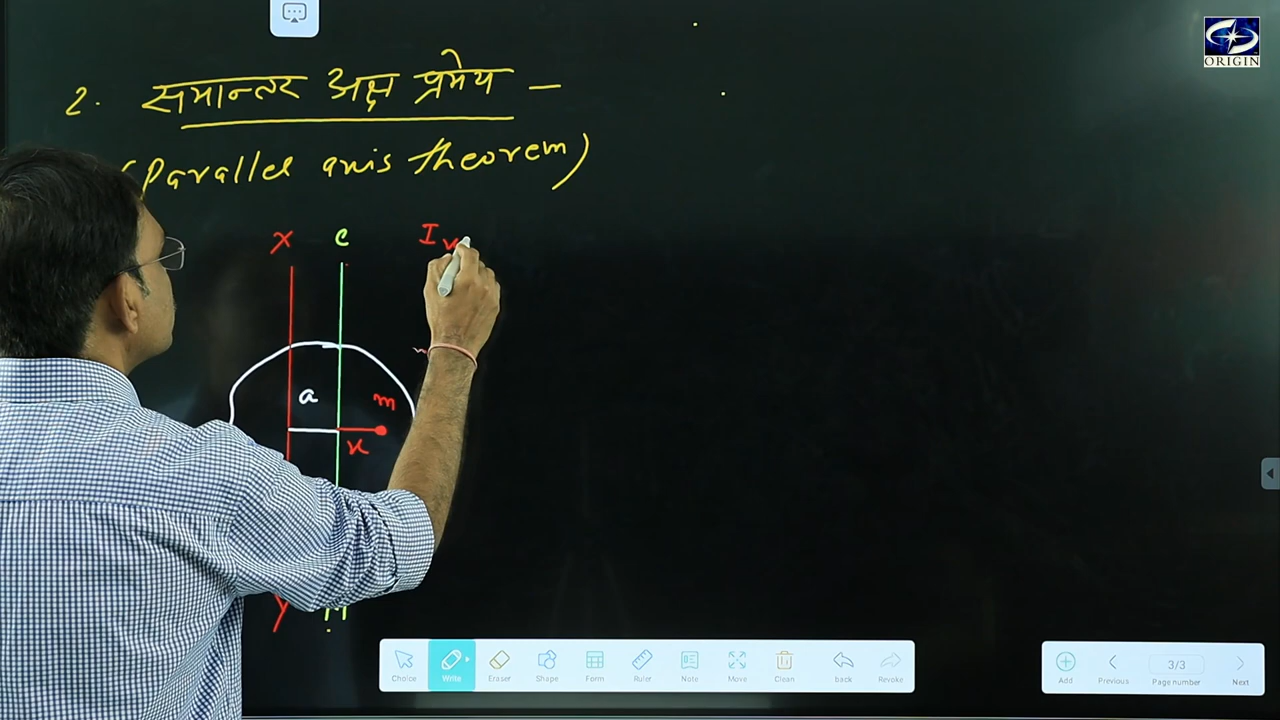 2. समान्तर अक्ष प्रमेय –
(Parallel axis theorem)
X C I
a m
x
Y
ORIGIN
Choice Write Eraser Shape Form Ruler Note Move Clean back Revoke
Add Previous 3/3 Page number Next